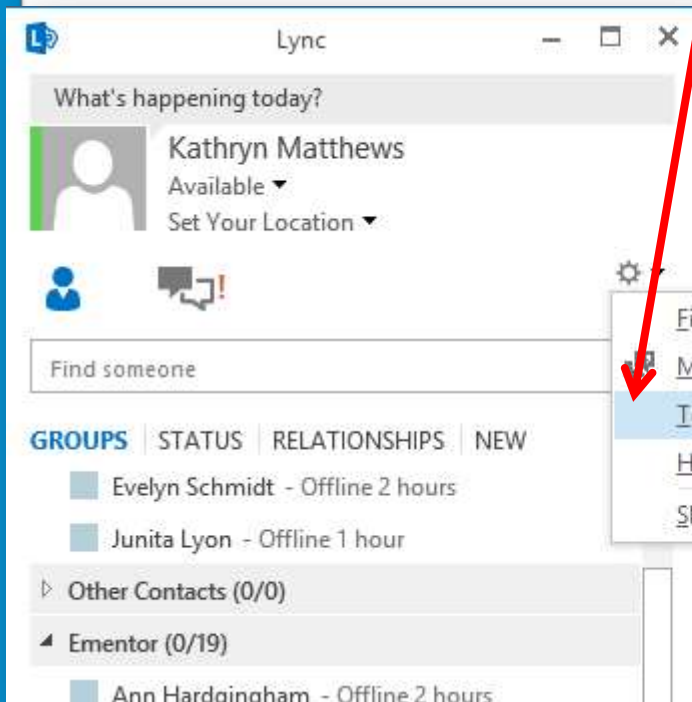 Lync
What's happening today?
Kathryn Matthews
Available
Set Your Location
Find someone
GROUPS STATUS RELATIONSHIPS NEW
Evelyn Schmidt - Offline 2 hours
Junita Lyon - Offline 1 hour
Other Contacts (0/0)
Ementor (0/19)
Ann Hardgingham - Offline 2 hours